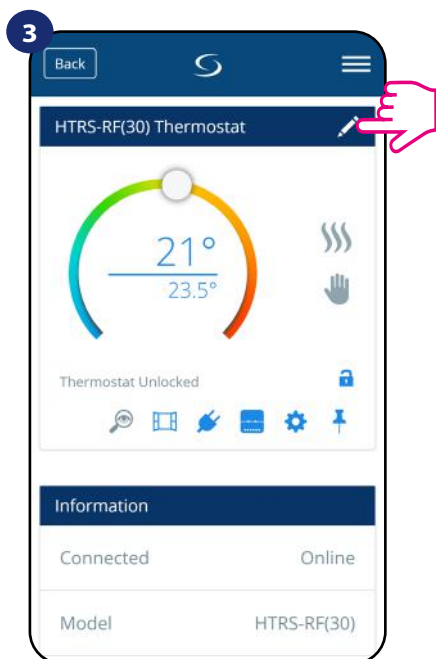 3
Back
HTRS-RF(30) Thermostat
21°
23.5°
Thermostat Unlocked
Information
Connected Online
Model HTRS-RF(30)